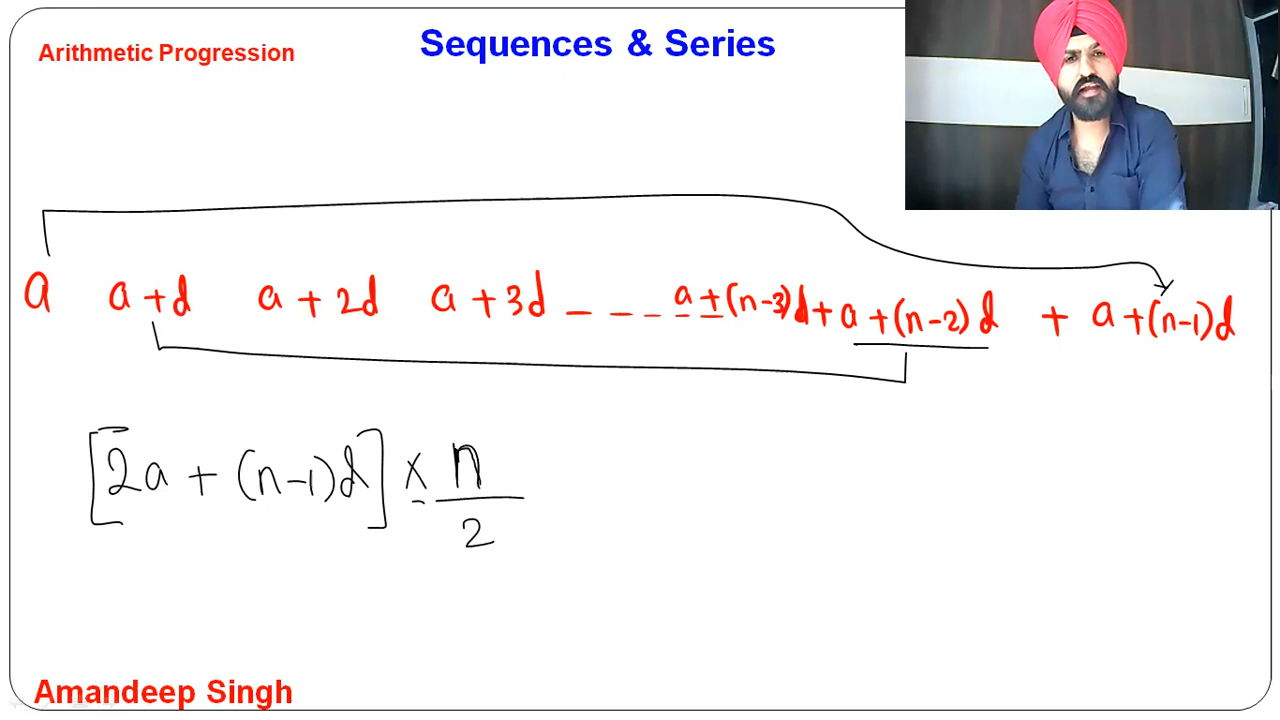 Sequences & Series
Arithmetic Progression
a a + d a + 2d a + 3d _ _ _ a + (n-3)d + a + (n-2)d + a + (n-1)d
[2a + (n-1)d] × n/2
Amandeep Singh